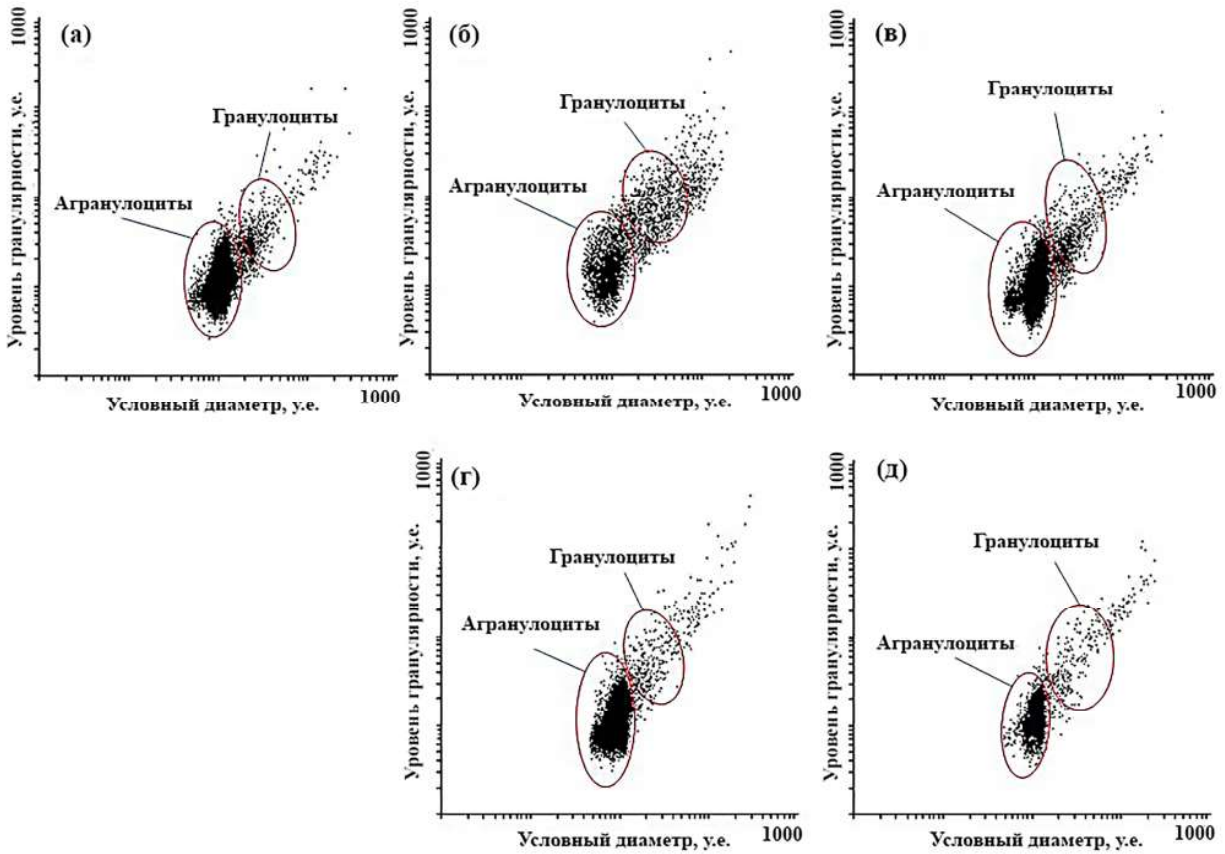 (а)
1000
Уровень гранулярности, у.е.
Гранулоциты
Агранулоциты
Условный диаметр, у.е.
1000
(б)
1000
Уровень гранулярности, у.е.
Гранулоциты
Агранулоциты
Условный диаметр, у.е.
1000
(в)
1000
Уровень гранулярности, у.е.
Гранулоциты
Агранулоциты
Условный диаметр, у.е.
1000
(г)
1000
Уровень гранулярности, у.е.
Гранулоциты
Агранулоциты
Условный диаметр, у.е.
1000
(д)
1000
Уровень гранулярности, у.е.
Гранулоциты
Агранулоциты
Условный диаметр, у.е.
1000